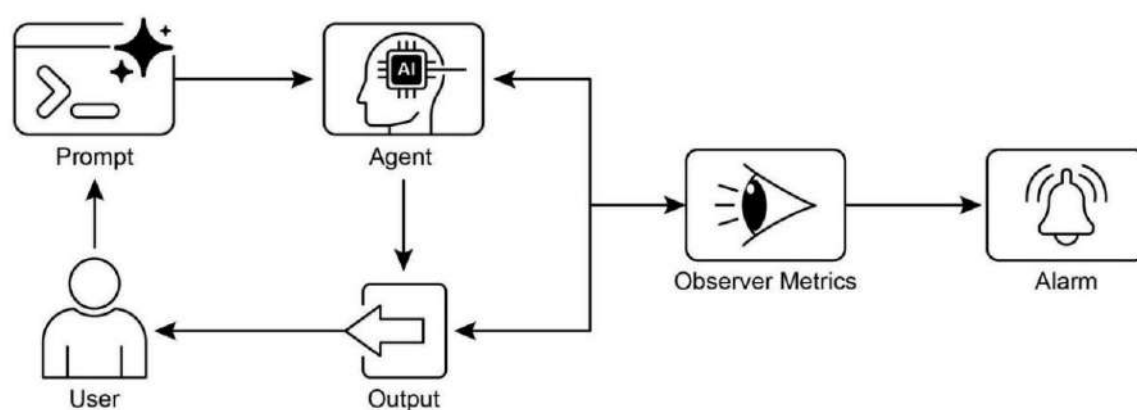 AI
Prompt
Agent
Observer Metrics
Alarm
User
Output